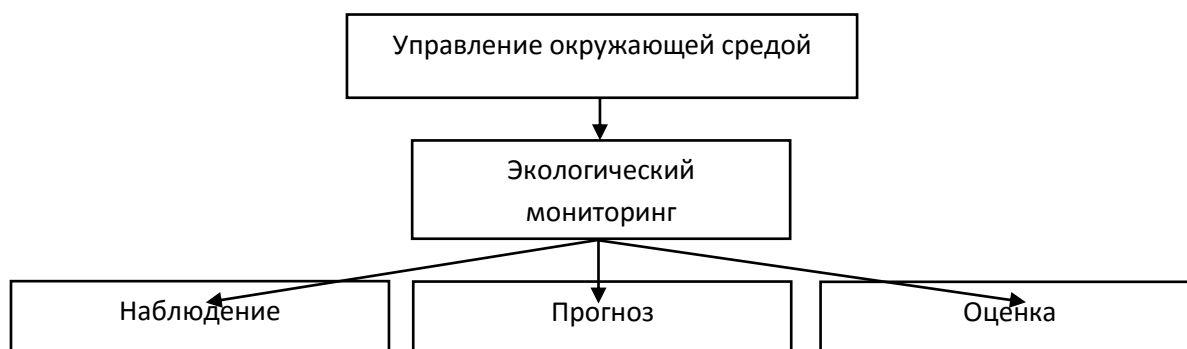 Управление окружающей средой
Экологический
мониторинг
Наблюдение
Прогноз
Оценка